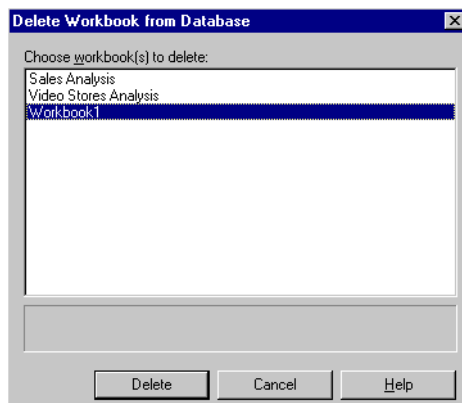 Delete Workbook from Database
Choose workbook(s) to delete:
Sales Analysis
Video Stores Analysis
Workbook1
Delete
Cancel
Help